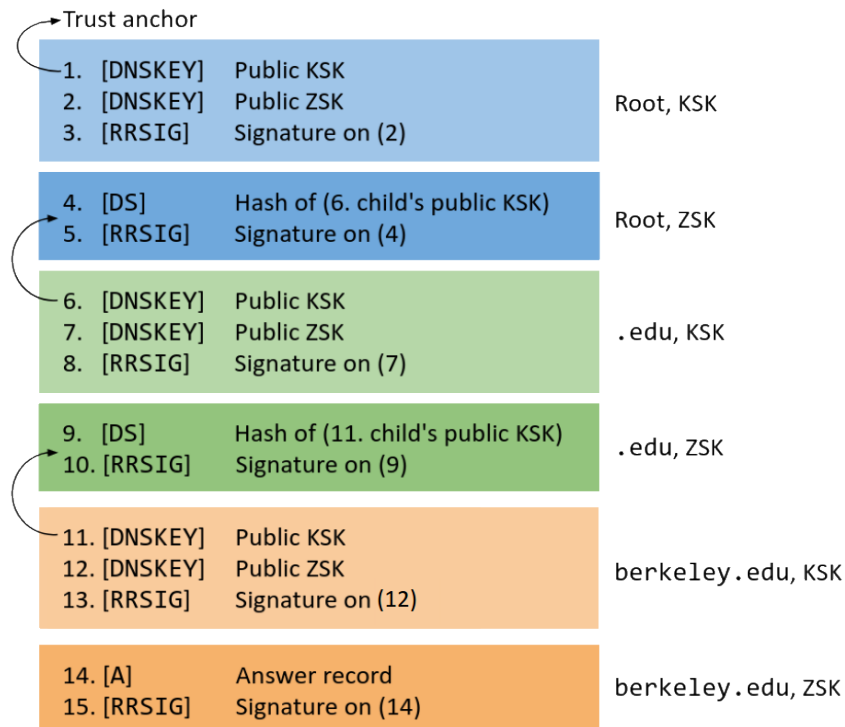 Trust anchor
1. [DNSKEY] Public KSK
2. [DNSKEY] Public ZSK
3. [RRSIG] Signature on (2)
Root, KSK
4. [DS] Hash of (6. child's public KSK)
5. [RRSIG] Signature on (4)
Root, ZSK
6. [DNSKEY] Public KSK
7. [DNSKEY] Public ZSK
8. [RRSIG] Signature on (7)
.edu, KSK
9. [DS] Hash of (11. child's public KSK)
10. [RRSIG] Signature on (9)
.edu, ZSK
11. [DNSKEY] Public KSK
12. [DNSKEY] Public ZSK
13. [RRSIG] Signature on (12)
berkeley.edu, KSK
14. [A] Answer record
15. [RRSIG] Signature on (14)
berkeley.edu, ZSK